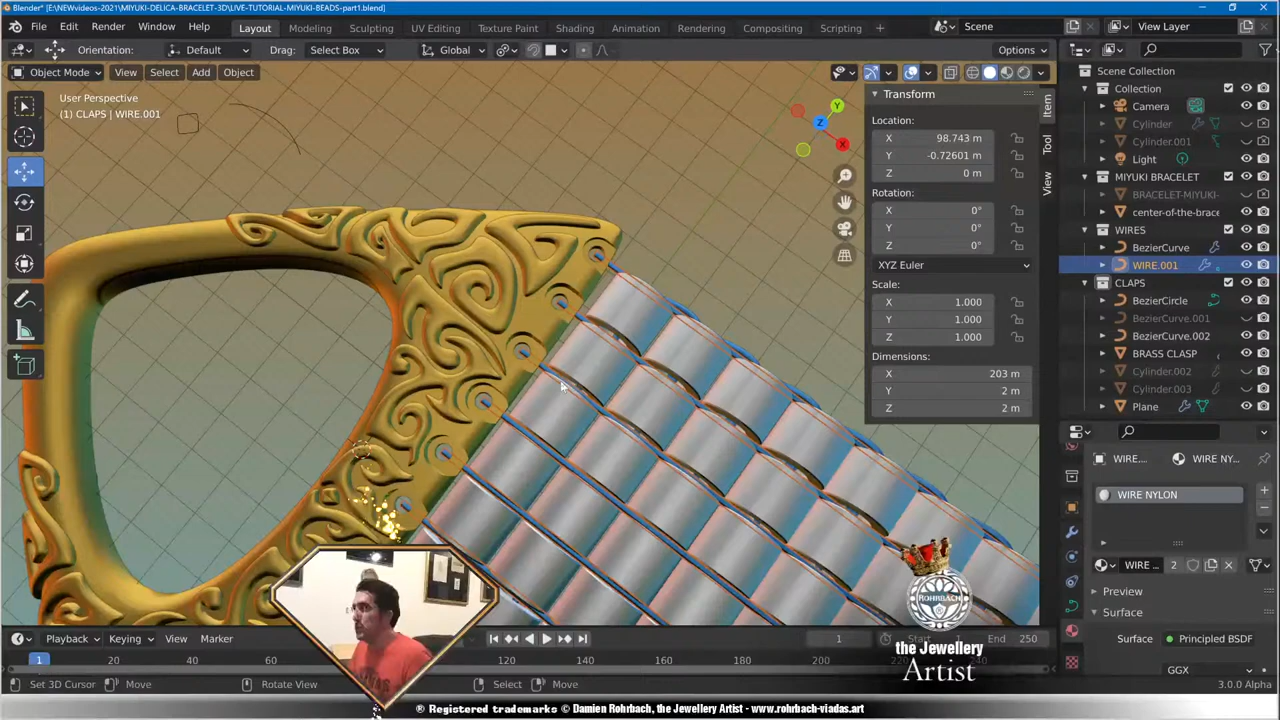 Blender* [E:\NEWvideos-2021\MIYUKI-DELICA-BRACELET-3D\LIVE-TUTORIAL-MIYUKI-BEADS-part1.blend]
File Edit Render Window Help Layout Modeling Sculpting UV Editing Texture Paint Shading Animation Rendering Compositing Scripting Scene View Layer
Orientation: Default Drag: Select Box Global Options
Object Mode View Select Add Object
User Perspective
(1) CLAPS | WIRE.001
Z Y X
Transform
Location:
X 98.743 m
Y -0.72601 m
Z 0 m
Rotation:
X 0°
Y 0°
Z 0°
XYZ Euler
Scale:
X 1.000
Y 1.000
Z 1.000
Dimensions:
X 203 m
Y 2 m
Z 2 m
Item
Tool
View
Scene Collection
Collection
Camera
Cylinder
Cylinder.001
Light
MIYUKI BRACELET
BRACELET-MIYUKI-
center-of-the-brace
WIRES
BezierCurve
WIRE.001
CLAPS
BezierCircle
BezierCurve.001
BezierCurve.002
BRASS CLASP
Cylinder.002
Cylinder.003
Plane
WIRE... WIRE NY...
WIRE NYLON
WIRE ... 2
Preview
Surface
Surface: Principled BSDF
GGX
ROHRBACH
the Jewellery
Artist
Playback Keying View Marker 1 Start 1 End 250
1 20 40 60 120 140 160 180 200 220 240
Set 3D Cursor Move Rotate View Select Move 3.0.0 Alpha
® Registered trademarks © Damien Rohrbach, the Jewellery Artist - www.rohrbach-viadas.art